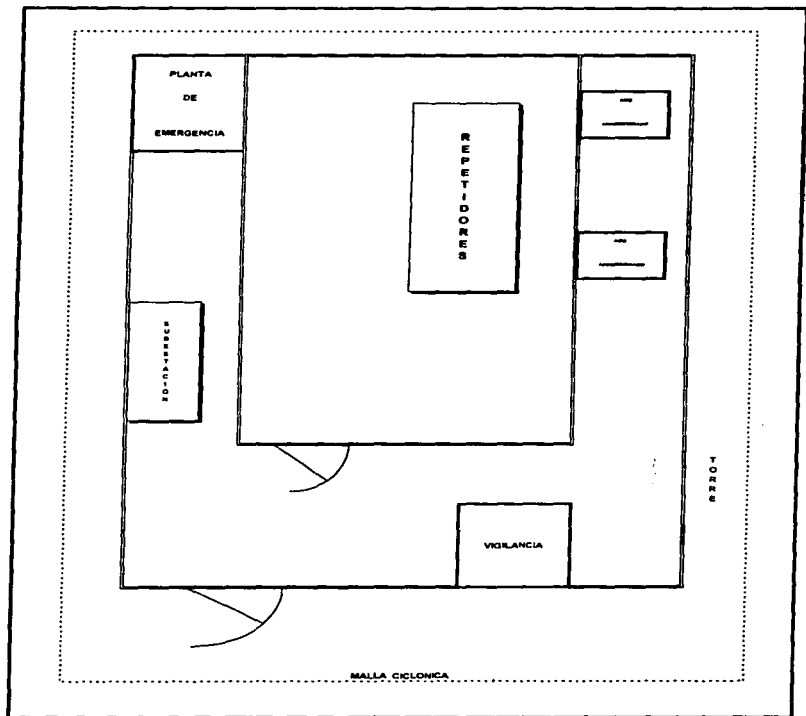 PLANTA
DE
EMERGENCIA
REPETIDORES
SUBESTACION
TORRE
VIGILANCIA
MALLA CICLONICA